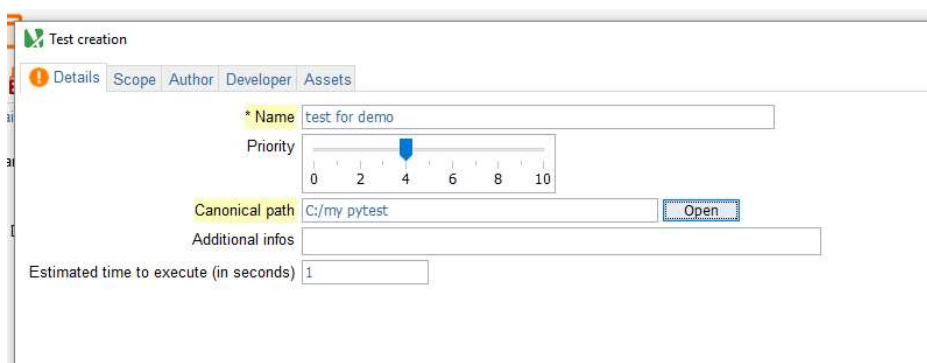 Test creation
Details Scope Author Developer Assets
* Name test for demo
Priority
0 2 4 6 8 10
Canonical path C:/my pytest Open
Additional infos
Estimated time to execute (in seconds) 1